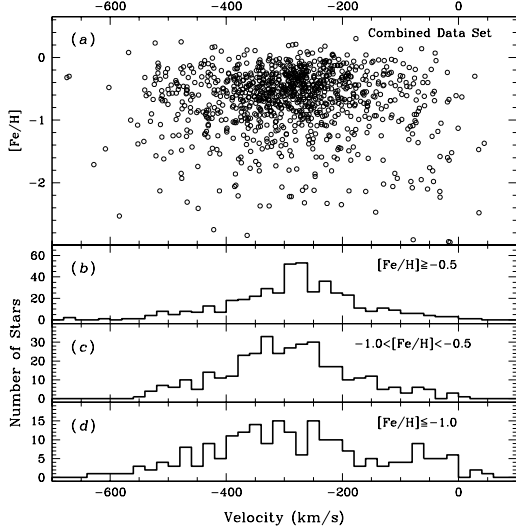 −600 −400 −200 0
(a) Combined Data Set
0
−1
−2
[Fe/H]
(b) [Fe/H]≧−0.5
60
40
20
0
(c) −1.0<[Fe/H]<−0.5
30
20
10
0
Number of Stars
(d) [Fe/H]≦−1.0
15
10
5
0
−600 −400 −200 0
Velocity (km/s)